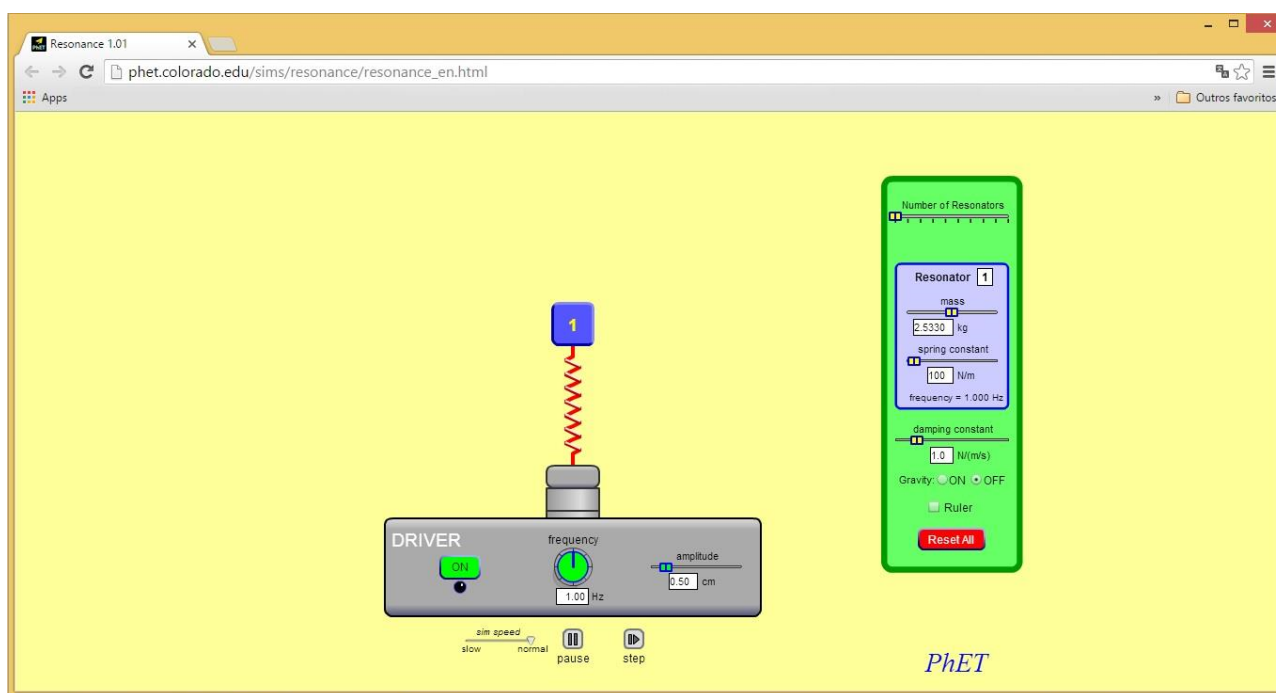 Resonance 1.01
phet.colorado.edu/sims/resonance/resonance_en.html
Apps
» Outros favoritos
Number of Resonators
Resonator 1
mass
2.5330 kg
spring constant
100 N/m
frequency = 1.000 Hz
damping constant
1.0 N/(m/s)
Gravity: ON OFF
Ruler
Reset All
1
DRIVER
frequency
amplitude
ON
0.50 cm
1.00 Hz
sim speed
slow normal
pause
step
PhET